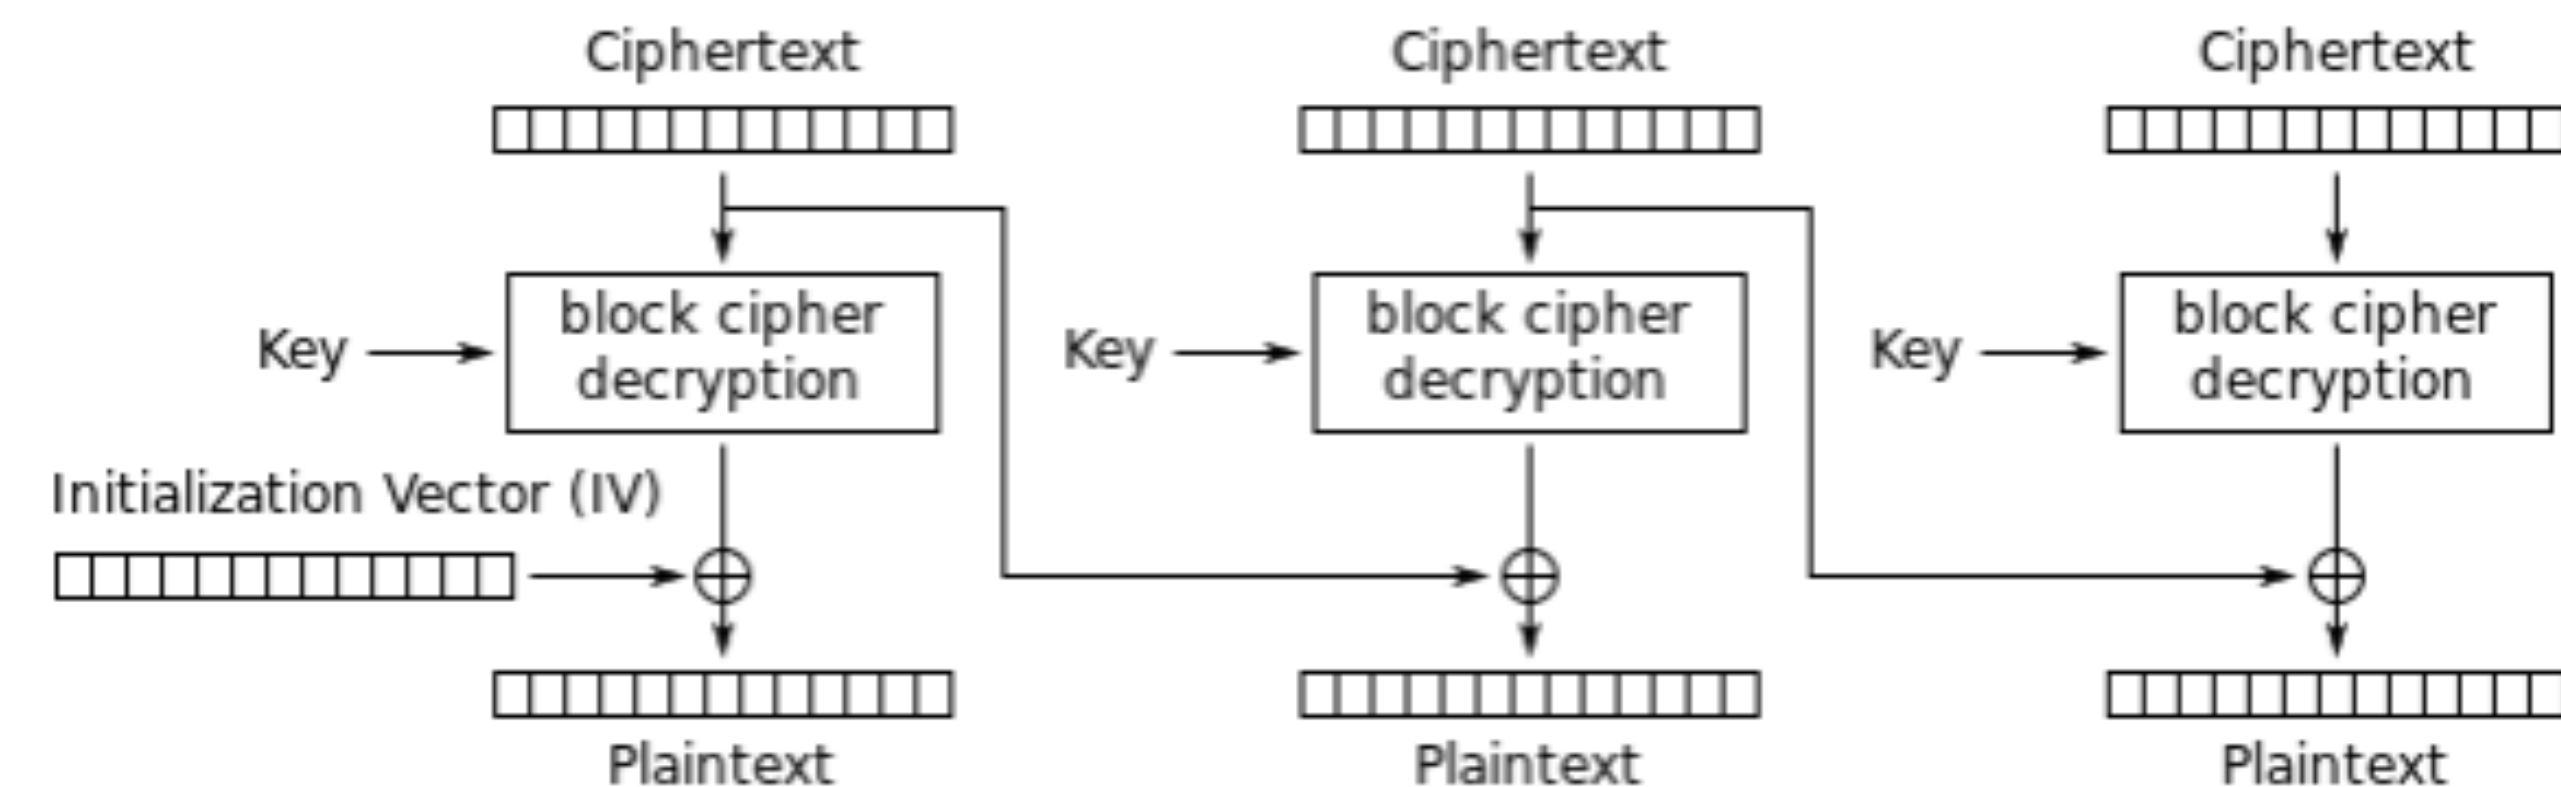 Ciphertext
Ciphertext
Ciphertext
block cipher
decryption
block cipher
decryption
block cipher
decryption
Key
Key
Key
Initialization Vector (IV)
Plaintext
Plaintext
Plaintext